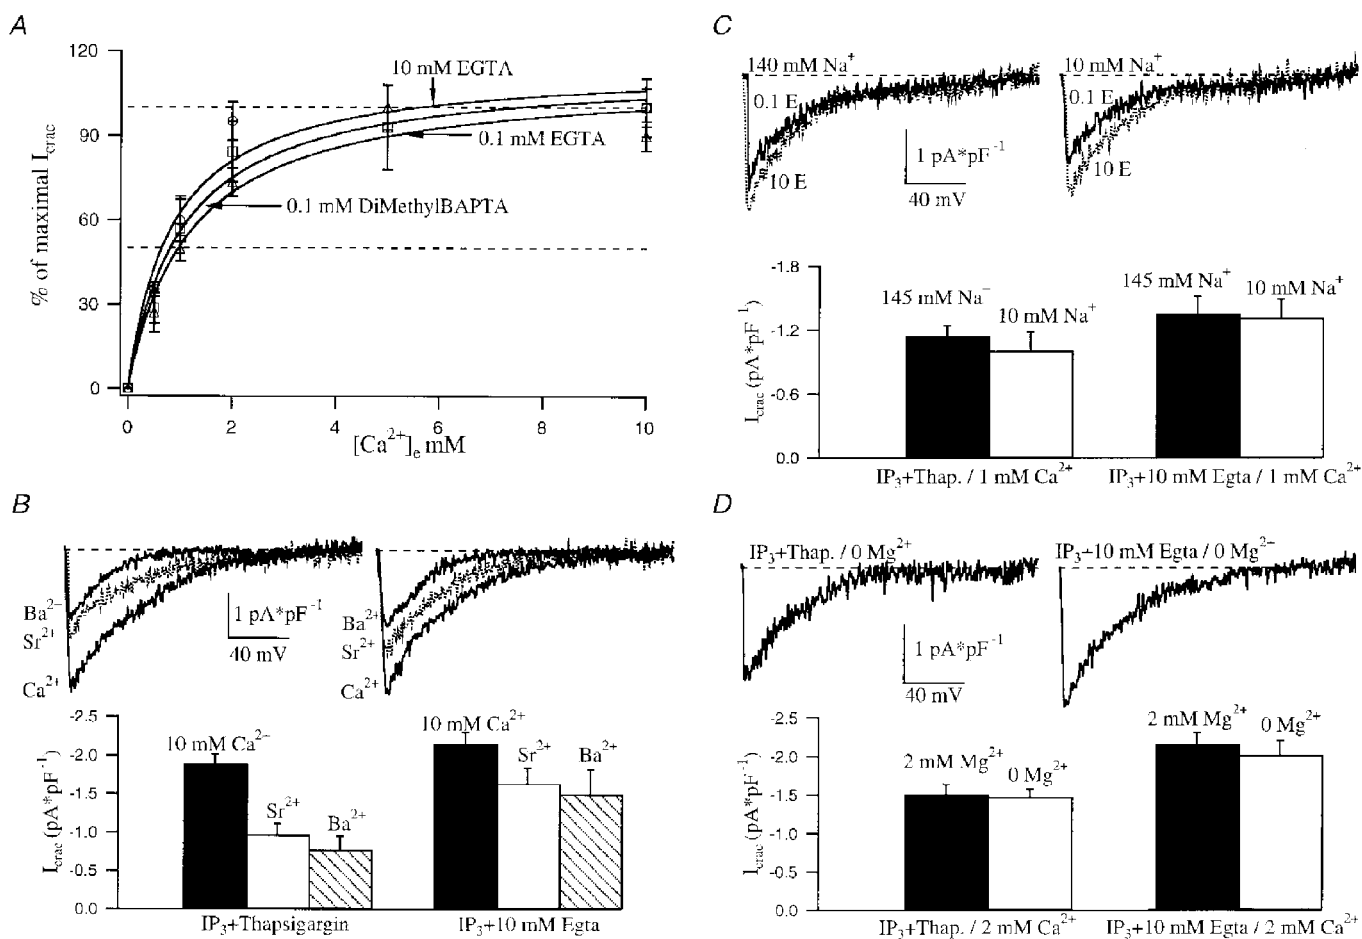 A
120
90
60
30
0
% of maximal I_crac
10 mM EGTA
0.1 mM EGTA
0.1 mM DiMethylBAPTA
0 2 4 6 8 10
[Ca²⁺]ₑ mM
C
140 mM Na⁺
0.1 E
10 E
1 pA*pF⁻¹
40 mV
10 mM Na⁺
0.1 E
10 E
-1.8
-1.2
-0.6
0.0
I_crac (pA*pF⁻¹)
145 mM Na⁻
10 mM Na⁺
145 mM Na⁺
10 mM Na⁺
IP₃+Thap. / 1 mM Ca²⁺
IP₃+10 mM Egta / 1 mM Ca²⁺
B
Ba²⁻
Sr²⁺
Ca²⁺
1 pA*pF⁻¹
40 mV
Ba²⁺
Sr²⁺
Ca²⁺
-2.5
-2.0
-1.5
-1.0
-0.5
0.0
I_crac (pA*pF⁻¹)
10 mM Ca²⁻
Sr²⁺
Ba²⁺
10 mM Ca²⁺
Sr²⁺
Ba²⁺
IP₃+Thapsigargin
IP₃+10 mM Egta
D
IP₃+Thap. / 0 Mg²⁺
IP₃+10 mM Egta / 0 Mg²⁻
1 pA*pF⁻¹
40 mV
-2.5
-2.0
-1.5
-1.0
-0.5
0.0
I_crac (pA*pF⁻¹)
2 mM Mg²⁺
0 Mg²⁺
2 mM Mg²⁺
0 Mg²⁺
IP₃+Thap. / 2 mM Ca²⁺
IP₃+10 mM Egta / 2 mM Ca²⁺